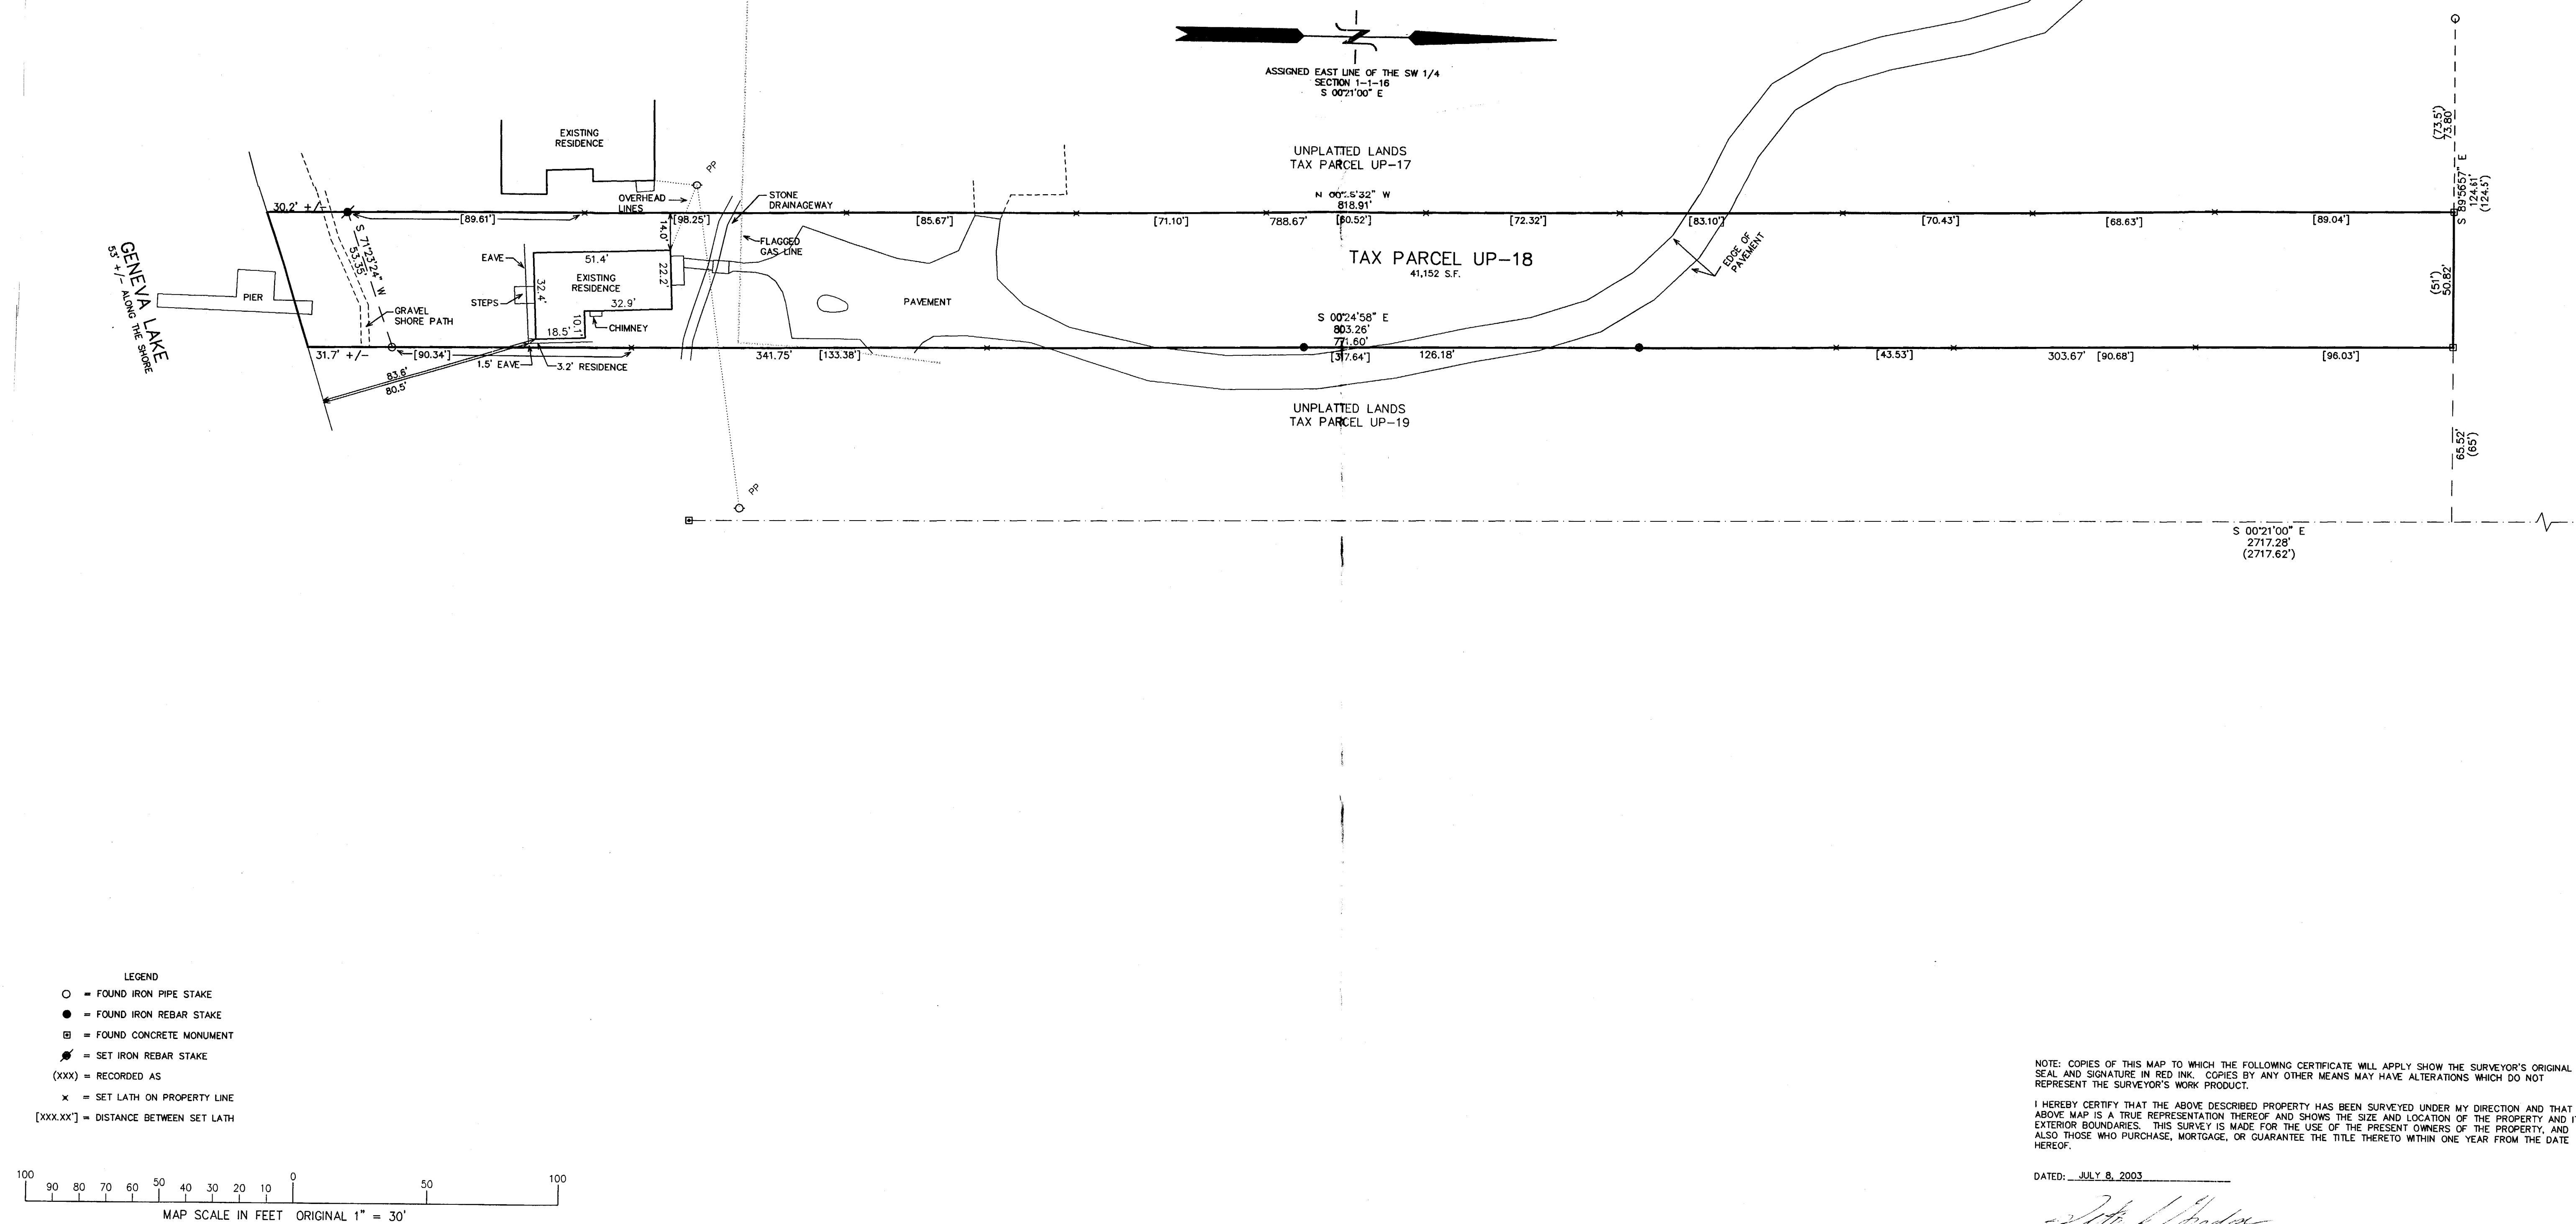 ASSIGNED EAST LINE OF THE SW 1/4
SECTION 1-1-16
S 00°21'00" E
EXISTING
RESIDENCE
PP
UNPLATTED LANDS
TAX PARCEL UP-17
(73.5')
73.80'
S 89°56'57" E
124.61'
(124.5')
OVERHEAD
LINES
STONE
DRAINAGEWAY
818.91'
30.2' +/-
[89.61']
[98.25']
[85.67']
[71.10']
788.67'
[60.52']
[72.32']
[83.10']
[70.43']
[68.63']
[89.04']
14.0'
S 71°23'24" W
53.35'
GENEVA LAKE
53' +/- ALONG THE SHORE
FLAGGED
GAS LINE
EAVE
51.4'
EXISTING
RESIDENCE
22.2'
32.4'
32.9'
STEPS
PIER
GRAVEL
SHORE PATH
18.5'
10.1'
CHIMNEY
PAVEMENT
TAX PARCEL UP-18
41,152 S.F.
EDGE OF
PAVEMENT
(51')
50.82'
S 00°24'58" E
803.26'
771.60'
31.7' +/-
[90.34']
341.75'
[133.38']
[317.64']
126.18'
[43.53']
303.67'
[90.68']
[96.03']
1.5' EAVE
3.2' RESIDENCE
83.6'
80.5'
UNPLATTED LANDS
TAX PARCEL UP-19
65.52'
(65')
PP
S 00°21'00" E
2717.28'
(2717.62')
LEGEND
= FOUND IRON PIPE STAKE
= FOUND IRON REBAR STAKE
= FOUND CONCRETE MONUMENT
= SET IRON REBAR STAKE
(XXX) = RECORDED AS
x = SET LATH ON PROPERTY LINE
[XXX.XX'] = DISTANCE BETWEEN SET LATH
100 90 80 70 60 50 40 30 20 10 0 50 100
MAP SCALE IN FEET ORIGINAL 1" = 30'
NOTE: COPIES OF THIS MAP TO WHICH THE FOLLOWING CERTIFICATE WILL APPLY SHOW THE SURVEYOR'S ORIGINAL
SEAL AND SIGNATURE IN RED INK. COPIES BY ANY OTHER MEANS MAY HAVE ALTERATIONS WHICH DO NOT
REPRESENT THE SURVEYOR'S WORK PRODUCT.
I HEREBY CERTIFY THAT THE ABOVE DESCRIBED PROPERTY HAS BEEN SURVEYED UNDER MY DIRECTION AND THAT
ABOVE MAP IS A TRUE REPRESENTATION THEREOF AND SHOWS THE SIZE AND LOCATION OF THE PROPERTY AND
EXTERIOR BOUNDARIES. THIS SURVEY IS MADE FOR THE USE OF THE PRESENT OWNERS OF THE PROPERTY, AND
ALSO THOSE WHO PURCHASE, MORTGAGE, OR GUARANTEE THE TITLE THERETO WITHIN ONE YEAR FROM THE DATE
HEREOF.
DATED: JULY 8, 2003